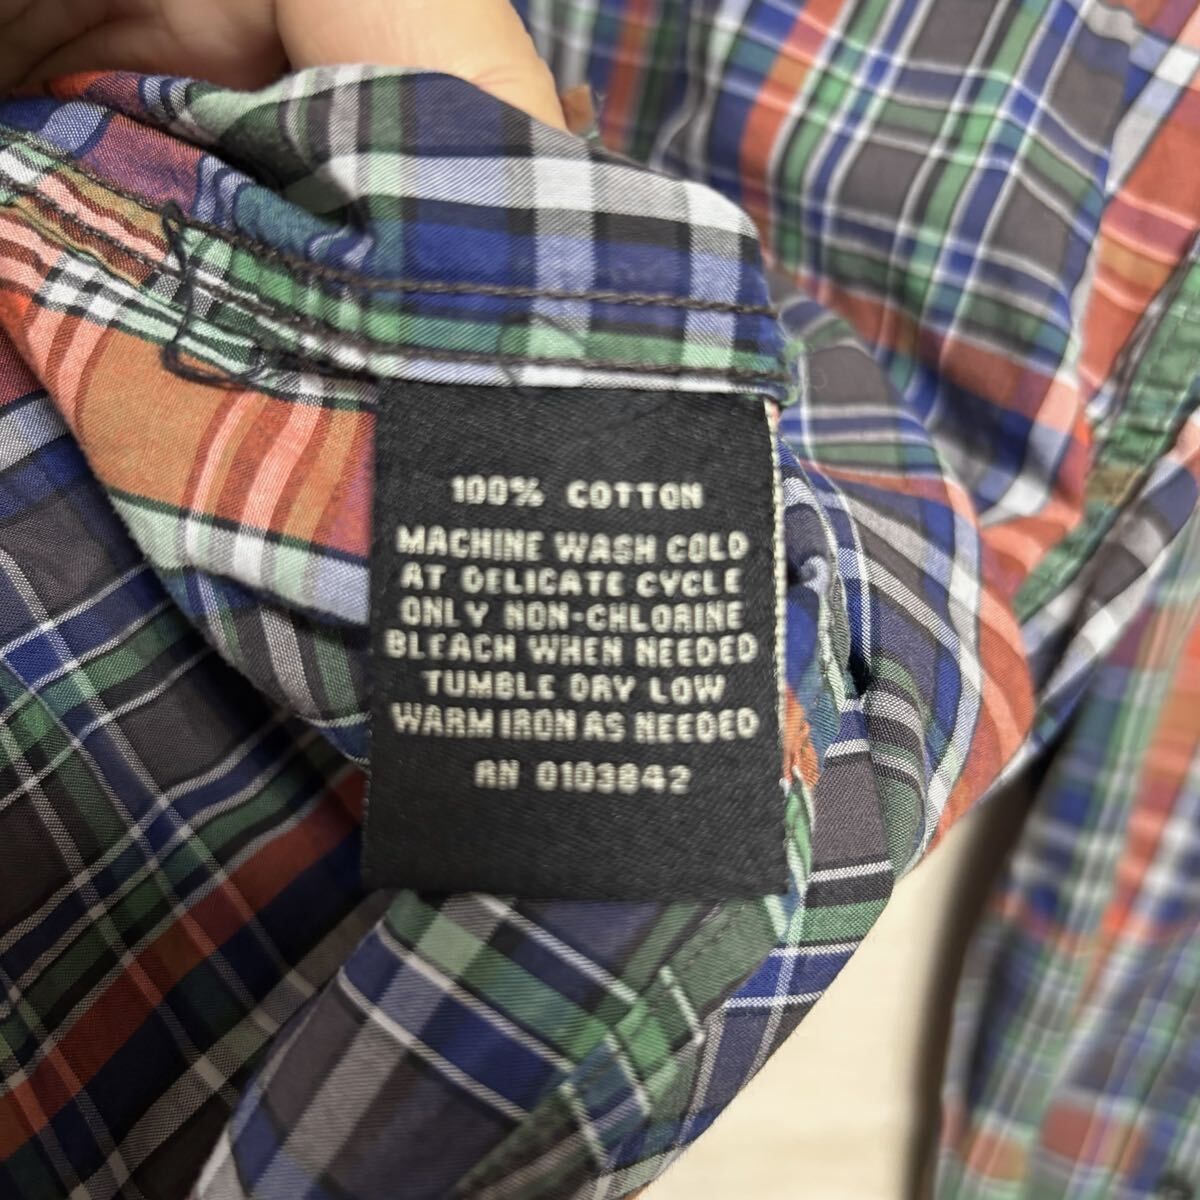 100% COTTON
MACHINE WASH COLD
AT DELICATE CYCLE
ONLY NON-CHLORINE
BLEACH WHEN NEEDED
TUMBLE DRY LOW
WARM IRON AS NEEDED
RN 0103842